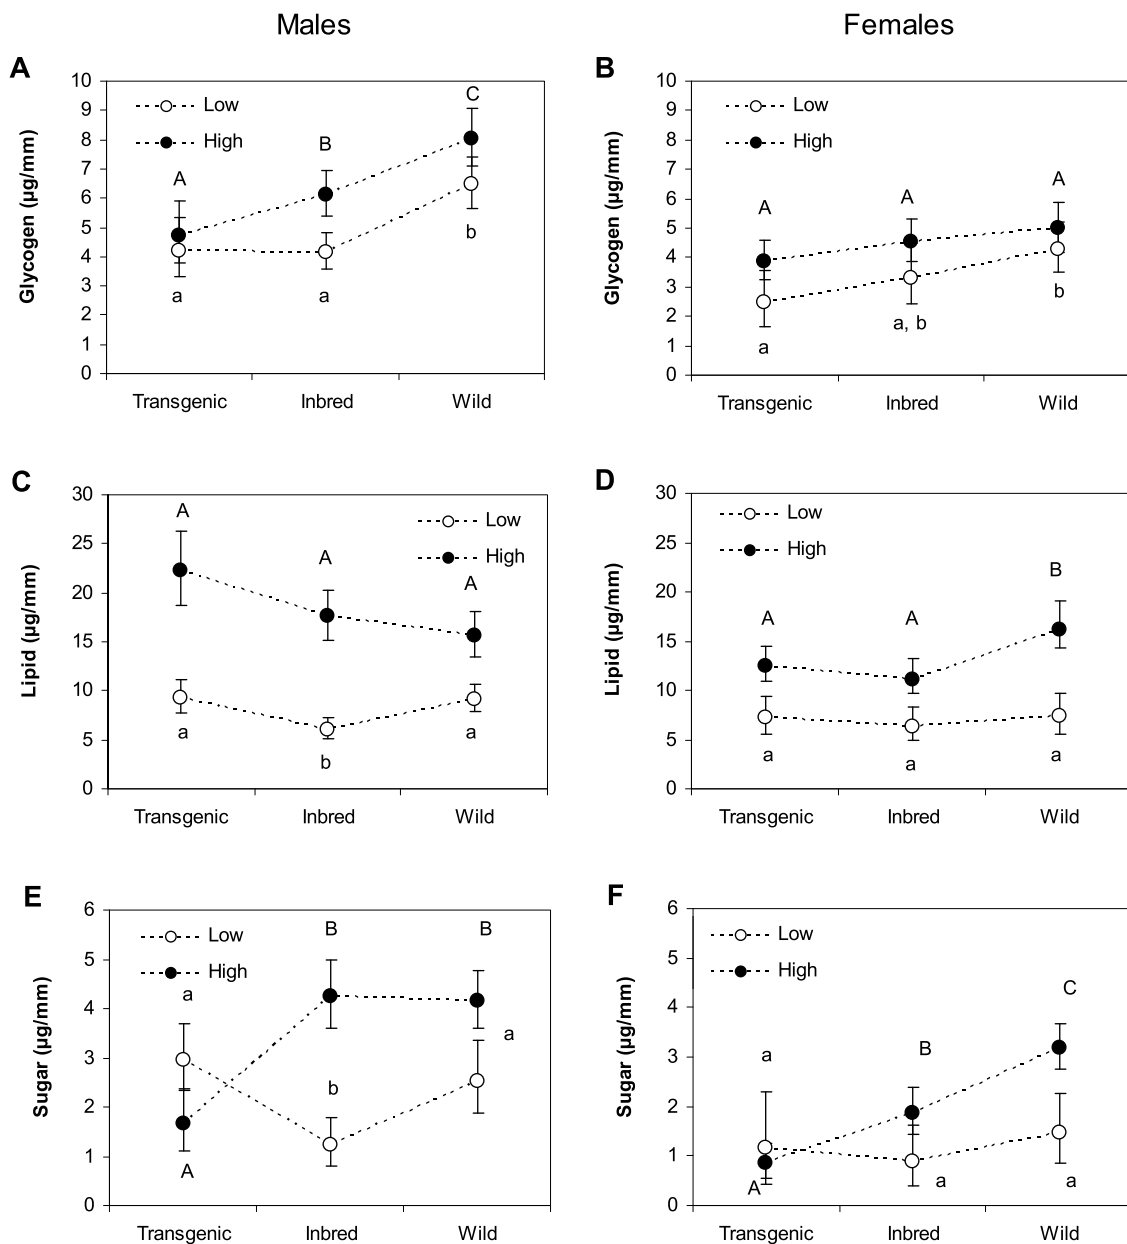 Males
Females
A
Glycogen (µg/mm)
10
9
8
7
6
5
4
3
2
1
0
Low
High
A
B
C
a
a
b
Transgenic
Inbred
Wild
B
Glycogen (µg/mm)
10
9
8
7
6
5
4
3
2
1
0
Low
High
A
A
A
a
a, b
b
Transgenic
Inbred
Wild
C
Lipid (µg/mm)
30
25
20
15
10
5
0
Low
High
A
A
A
a
b
a
Transgenic
Inbred
Wild
D
Lipid (µg/mm)
30
25
20
15
10
5
0
Low
High
A
A
B
a
a
a
Transgenic
Inbred
Wild
E
Sugar (µg/mm)
6
5
4
3
2
1
0
Low
High
a
B
B
a
b
A
Transgenic
Inbred
Wild
F
Sugar (µg/mm)
6
5
4
3
2
1
0
Low
High
a
B
C
A
a
a
Transgenic
Inbred
Wild